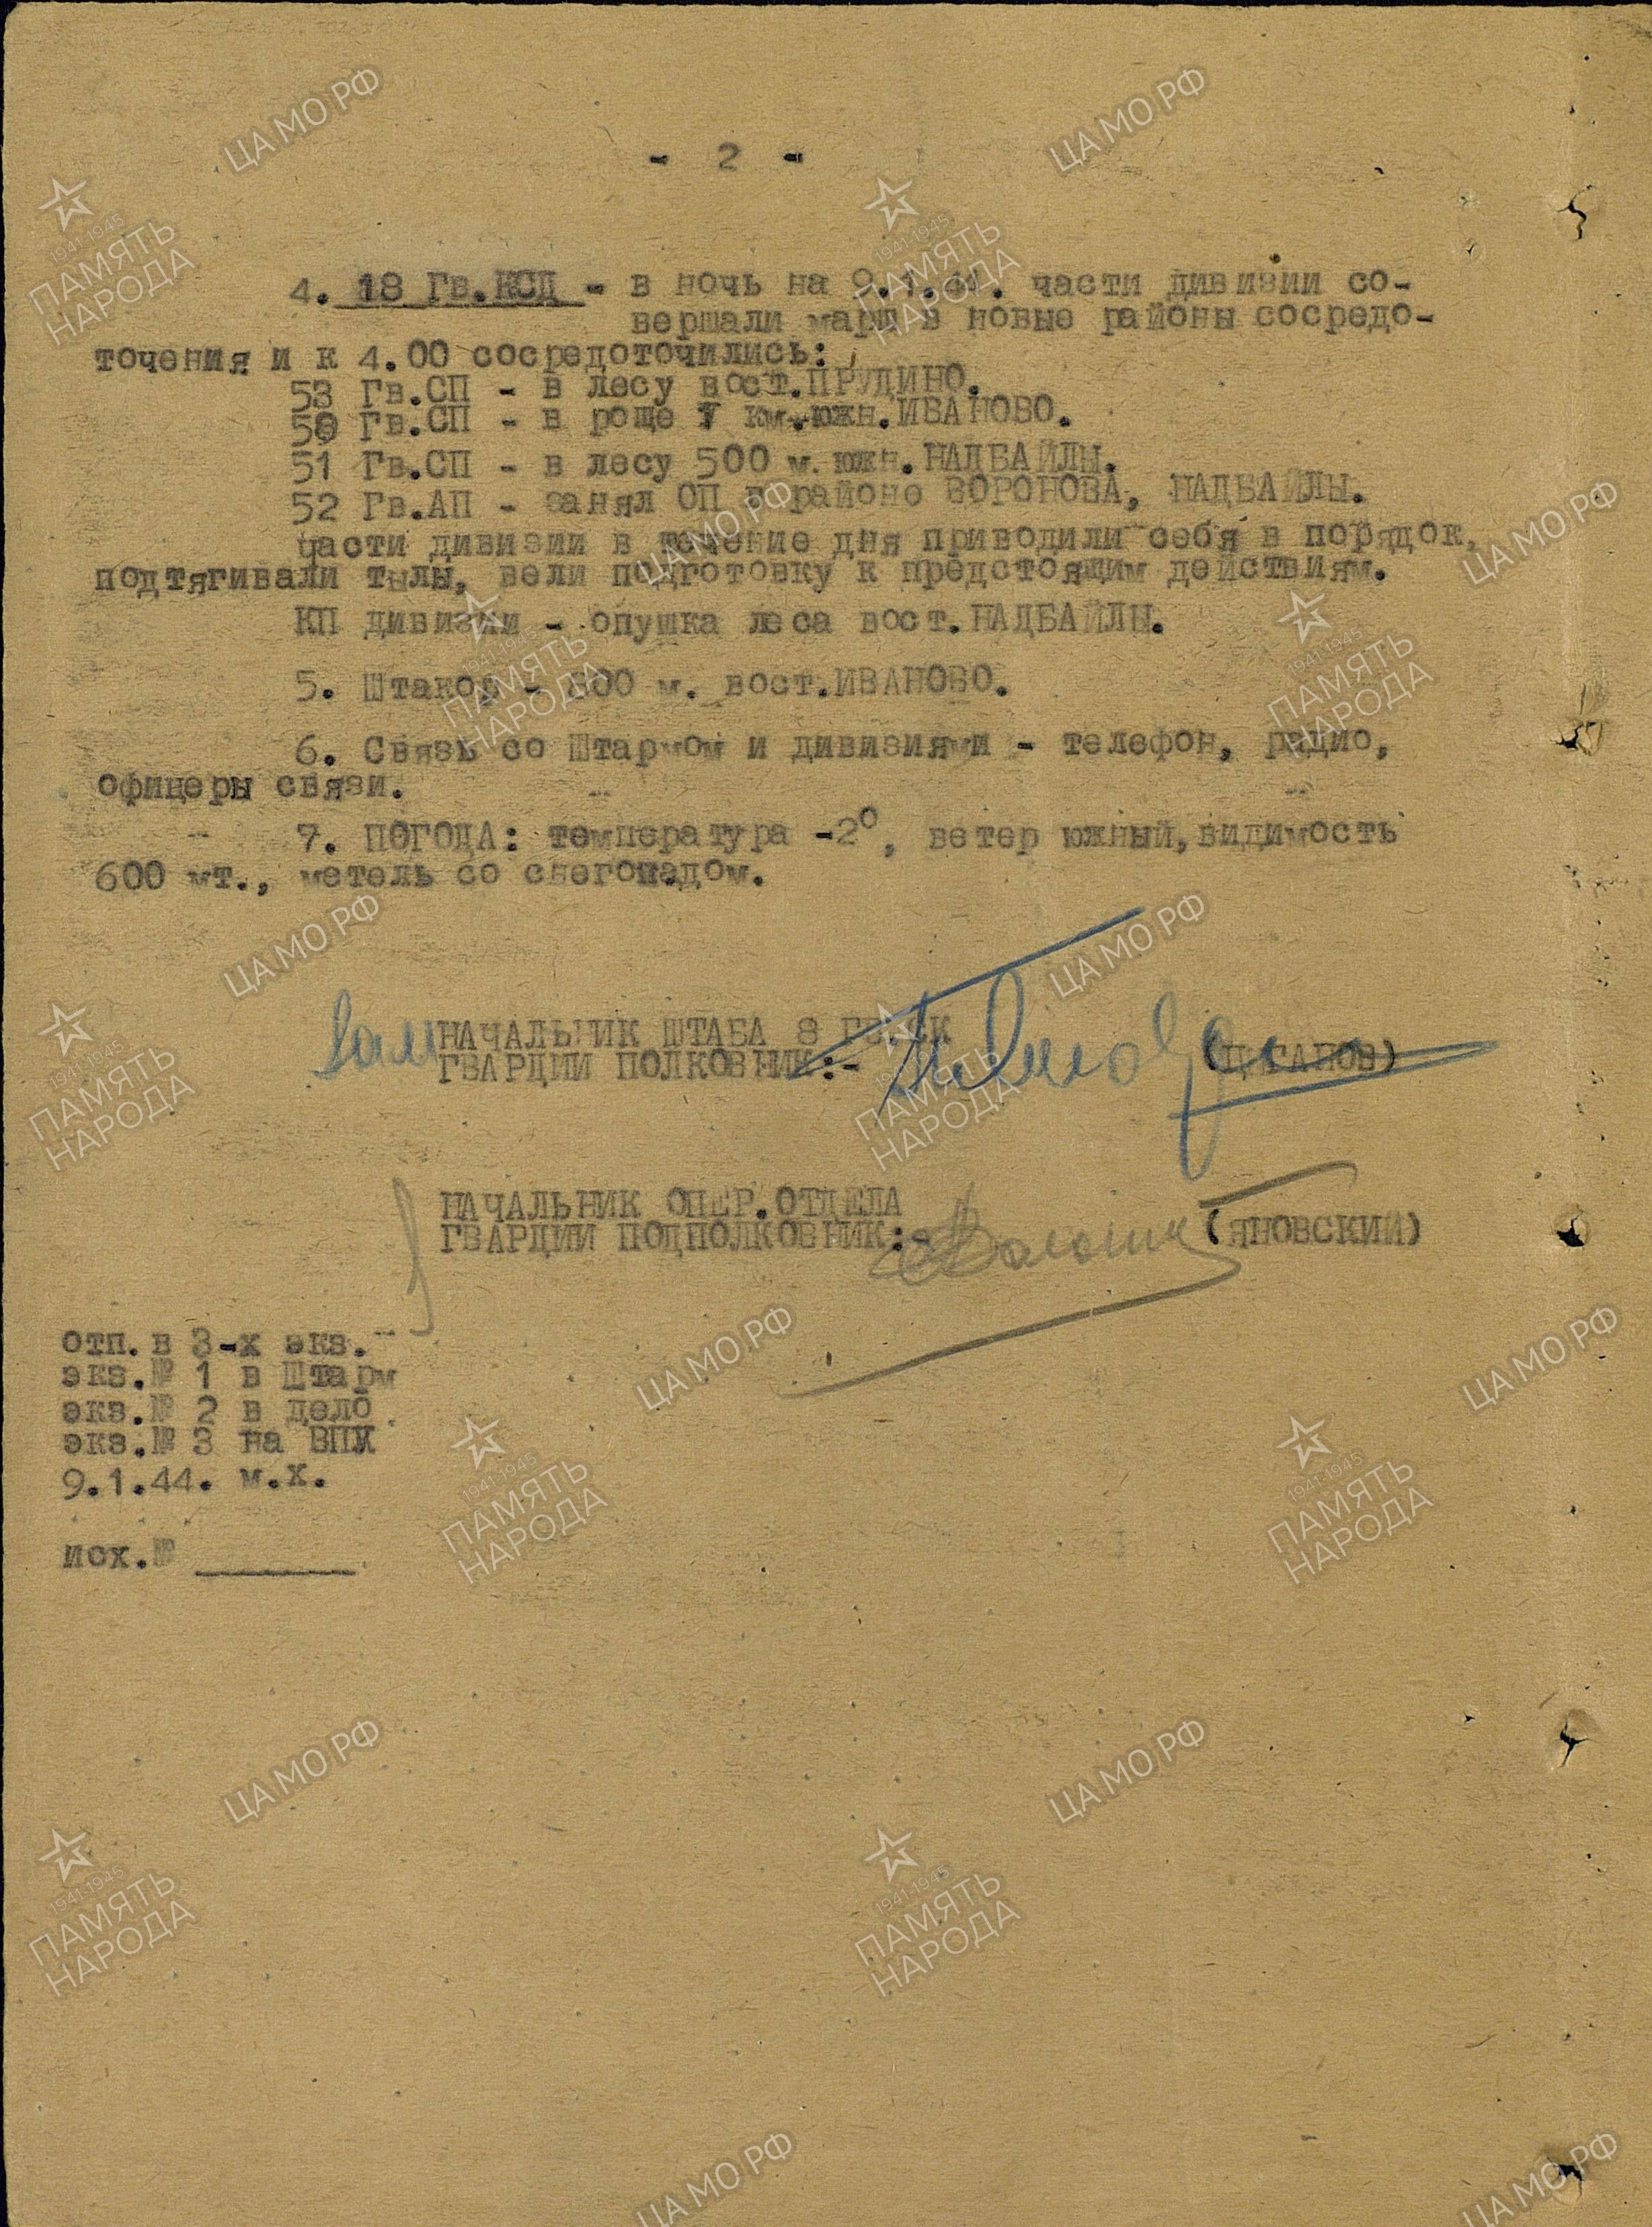 - 2 -
4. 18 Гв.КСД - в ночь на 9.1.44. части дивизии со-
вершали марш в новые районы сосредо-
точения и к 4.00 сосредоточились:
53 Гв.СП - в лесу вост.ПРУДИНО.
Гв.СП - в роще км.южн.ИВАНОВО.
51 Гв.СП - в лесу 500 м. южн.НАДБАЙЛЫ.
52 Гв.АП - занял ОП в районе ВОРОНОВА, НАДБАЙЛЫ.
части дивизии в течение дня приводили себя в порядок,
подтягивали тылы, вели подготовку к предстоящим действиям.
КП дивизии - опушка леса вост.НАДБАЙЛЫ.
5. Штакор - 800 м. вост.ИВАНОВО.
6. Связь со Штармом и дивизиями - телефон, радио,
офицеры связи.
7. ПОГОДА: температура -2°, ветер южный, видимость
600 мт., метель со снегопадом.
Зам НАЧАЛЬНИК ШТАБА 8 ГВ.СК
ГВАРДИИ ПОЛКОВНИК:- (ЦЫГАНОВ)
НАЧАЛЬНИК ОПЕР.ОТДЕЛА
ГВАРДИИ ПОДПОЛКОВНИК:- (ЯНОВСКИЙ)
отп. в 3-х экз.
экз.№ 1 в Штарм
экз.№ 2 в дело
экз.№ 3 на ВПИ
9.1.44. м.х.
исх.№
ЦА МО РФ
1941-1945
ПАМЯТЬ
НАРОДА